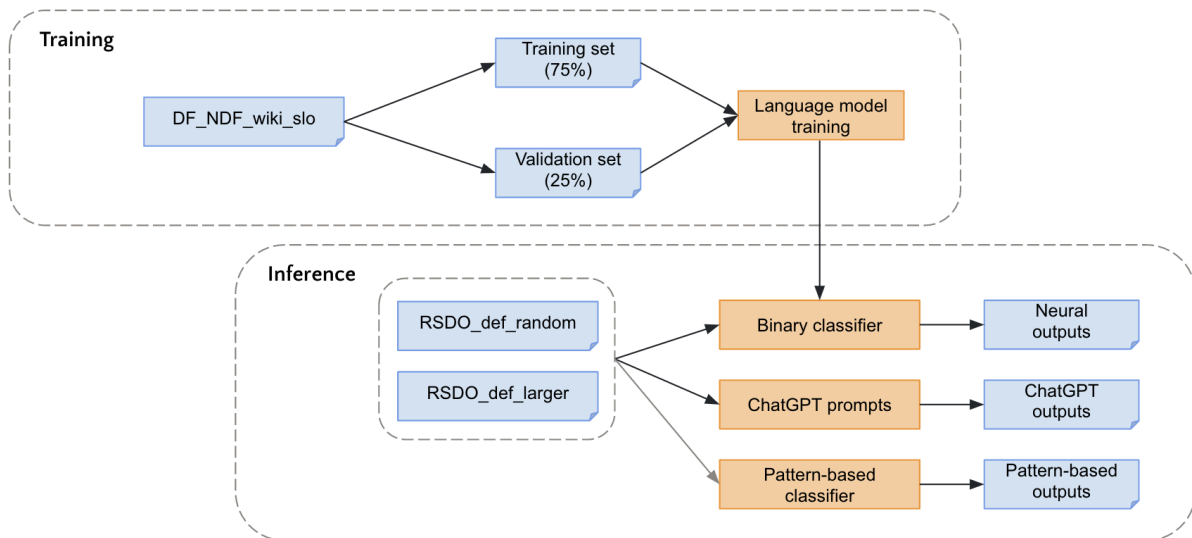 Training
DF_NDF_wiki_slo
Training set
(75%)
Validation set
(25%)
Language model
training
Inference
RSDO_def_random
RSDO_def_larger
Binary classifier
Neural
outputs
ChatGPT prompts
ChatGPT
outputs
Pattern-based
classifier
Pattern-based
outputs